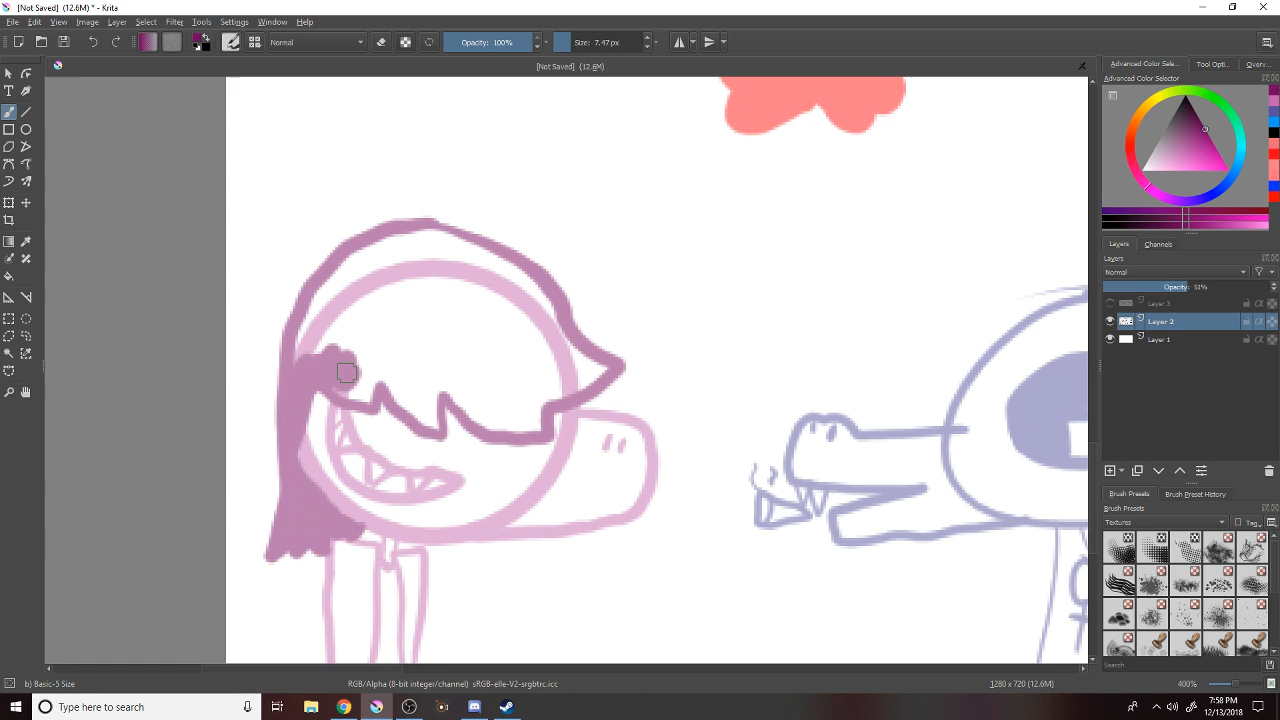 [Not Saved] (12.6M) * - Krita
File Edit View Image Layer Select Filter Tools Settings Window Help
Normal Opacity: 100% Size: 7.47 px
[Not Saved] (12.6M)
Advanced Color Sele... Tool Opti... Overv...
Advanced Color Selector
Layers Channels
Layers
Normal
Opacity: 51%
Layer 3
Layer 2
Layer 1
Brush Presets Brush Preset History
Brush Presets
Textures Tag
Search
b) Basic-5 Size RGB/Alpha (8-bit integer/channel) sRGB-elle-V2-srgbtrc.icc 1280 x 720 (12.6M) 400%
Type here to search
7:58 PM
12/13/2018